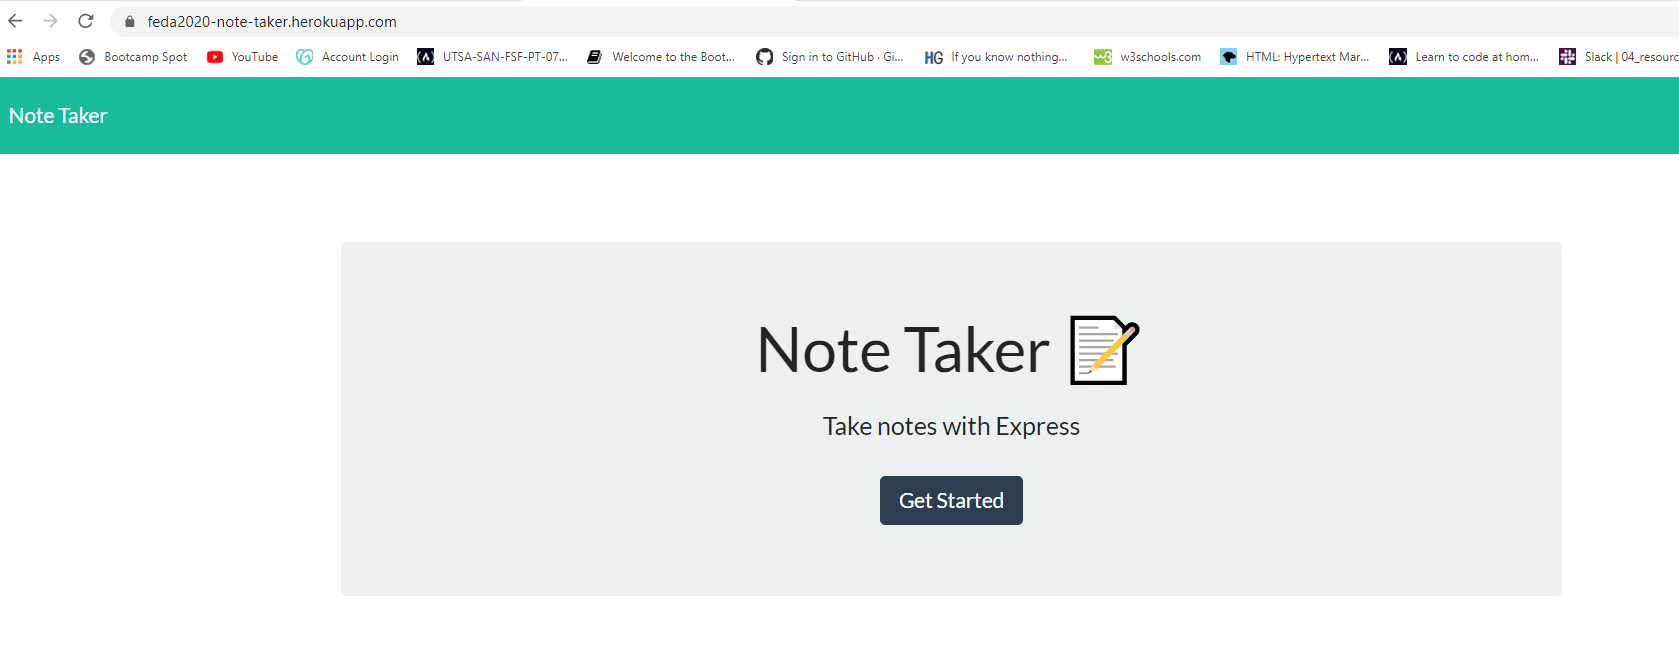 feda2020-note-taker.herokuapp.com
Apps Bootcamp Spot YouTube Account Login UTSA-SAN-FSF-PT-07... Welcome to the Boot... Sign in to GitHub · Gi... HG If you know nothing... w3schools.com HTML: Hypertext Mar... Learn to code at hom... Slack | 04_resourc
Note Taker
Note Taker
Take notes with Express
Get Started